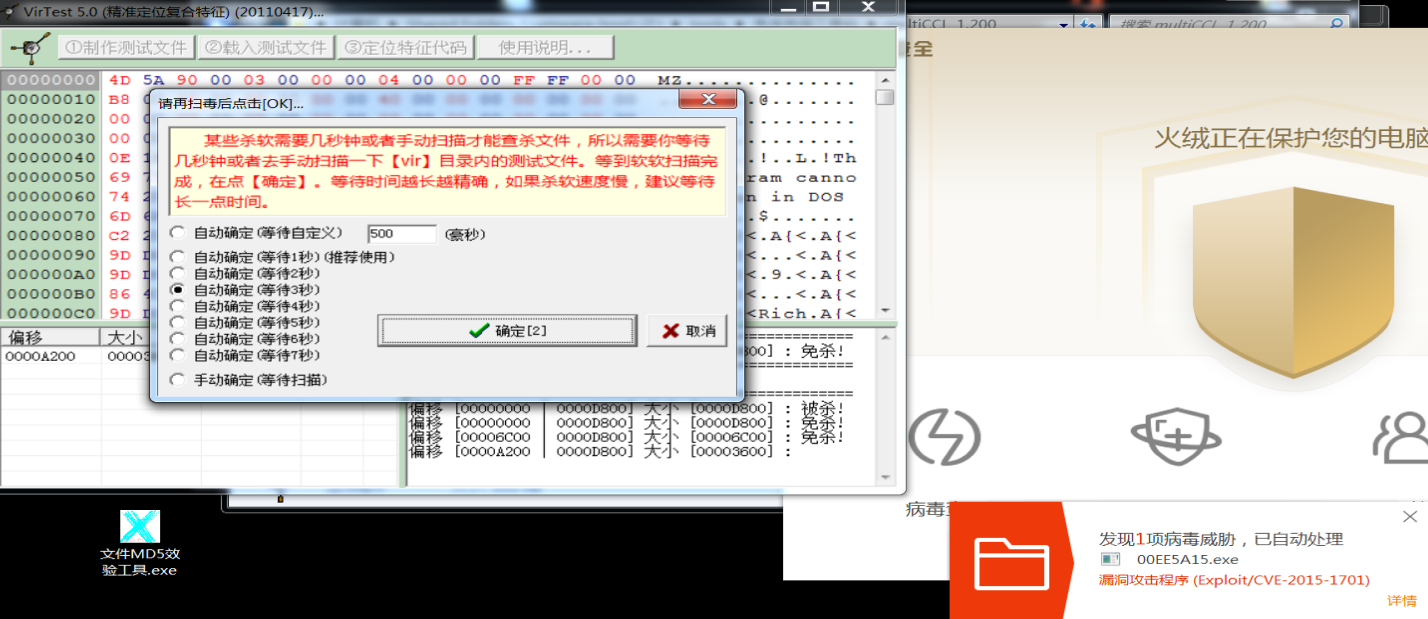 VirTest 5.0 (精准定位复合特征) (20110417)...
ltiCCL 1.200
搜索 multiCCL 1.200
①制作测试文件 ②载入测试文件 ③定位特征代码 使用说明...
全
00000000 4D 5A 90 00 03 00 00 00 04 00 00 00 FF FF 00 00 MZ..............
00000010 B8 .@.......
00000020 00 .........
00000030 00 .........
00000040 0E .!..L.!Th
00000050 69 ram canno
00000060 74 n in DOS
00000070 6D .$.......
00000080 C2 <.A{<.A{<
00000090 9D <...<.A{<
000000A0 9D <.9.<.A{<
000000B0 86 <...<.A{<
000000C0 9D <Rich.A{<
请再扫毒后点击[OK]...
某些杀软需要几秒钟或者手动扫描才能查杀文件，所以需要你等待
几秒钟或者去手动扫描一下【vir】目录内的测试文件。等到软软扫描完
成，在点【确定】。等待时间越长越精确，如果杀软速度慢，建议等待
长一点时间。
自动确定(等待自定义) 500 (豪秒)
自动确定(等待1秒)(推荐使用)
自动确定(等待2秒)
自动确定(等待3秒)
自动确定(等待4秒)
自动确定(等待5秒)
自动确定(等待6秒)
自动确定(等待7秒)
手动确定(等待扫描)
确定[2] 取消
偏移 大小
0000A200 00003
===========
800] : 免杀!
===========
===========
偏移 [00000000 | 0000D800] 大小 [0000D800] : 被杀!
偏移 [00000000 | 0000D800] 大小 [0000D800] : 免杀!
偏移 [00006C00 | 0000D800] 大小 [00006C00] : 免杀!
偏移 [0000A200 | 0000D800] 大小 [00003600] :
火绒正在保护您的电脑
病毒
文件MD5效
验工具.exe
发现1项病毒威胁，已自动处理
00EE5A15.exe
漏洞攻击程序 (Exploit/CVE-2015-1701)
详情